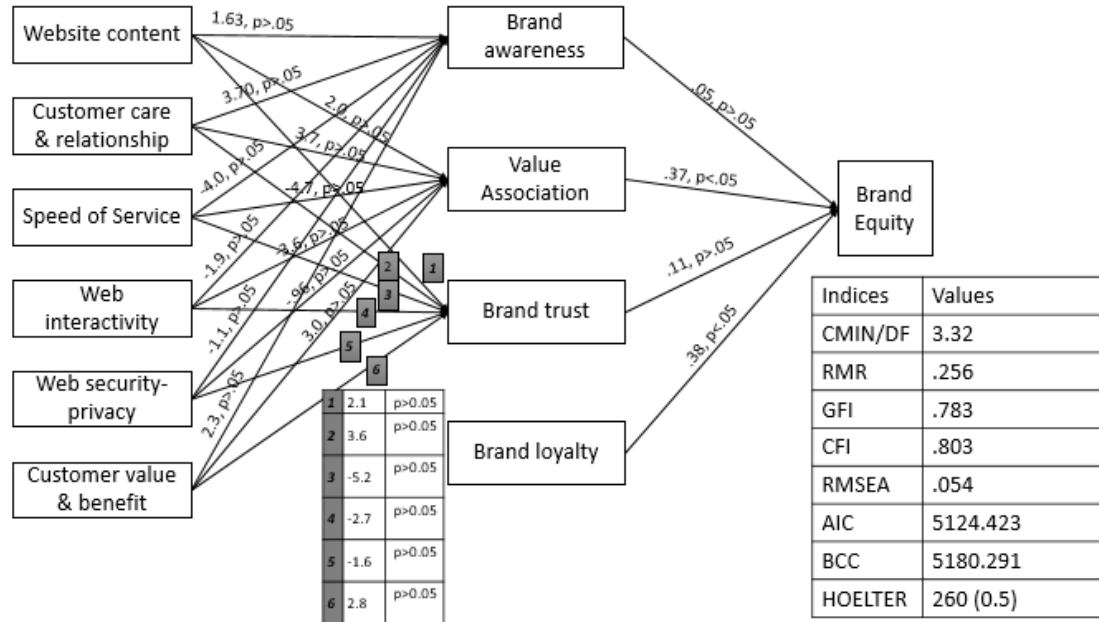 Website content
Customer care
& relationship
Speed of Service
Web
interactivity
Web security-
privacy
Customer value
& benefit
1.63, p>.05
3.70, p>.05
-4.0, p>.05
-1.9, p>.05
-1.1, p>.05
2.3, p>.05
2.0, p>.05
3.7, p>.05
-4.7, p>.05
-3.6, p>.05
-.96, p>.05
3.0, p>.05
1
2
3
4
5
6
1 2.1 p>0.05
2 3.6 p>0.05
3 -5.2 p>0.05
4 -2.7 p>0.05
5 -1.6 p>0.05
6 2.8 p>0.05
Brand
awareness
Value
Association
Brand trust
Brand loyalty
.05, p>.05
.37, p<.05
.11, p>.05
.38, p<.05
Brand
Equity
Indices Values
CMIN/DF 3.32
RMR .256
GFI .783
CFI .803
RMSEA .054
AIC 5124.423
BCC 5180.291
HOELTER 260 (0.5)